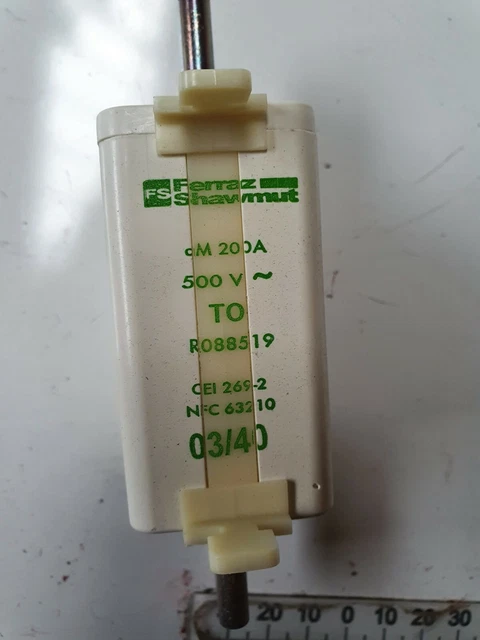 FS Ferraz
Shawmut
aM 200A
500 V ~
TO
R088519
CEI 269-2
NFC 63210
03/40
20 10 0 10 20 30